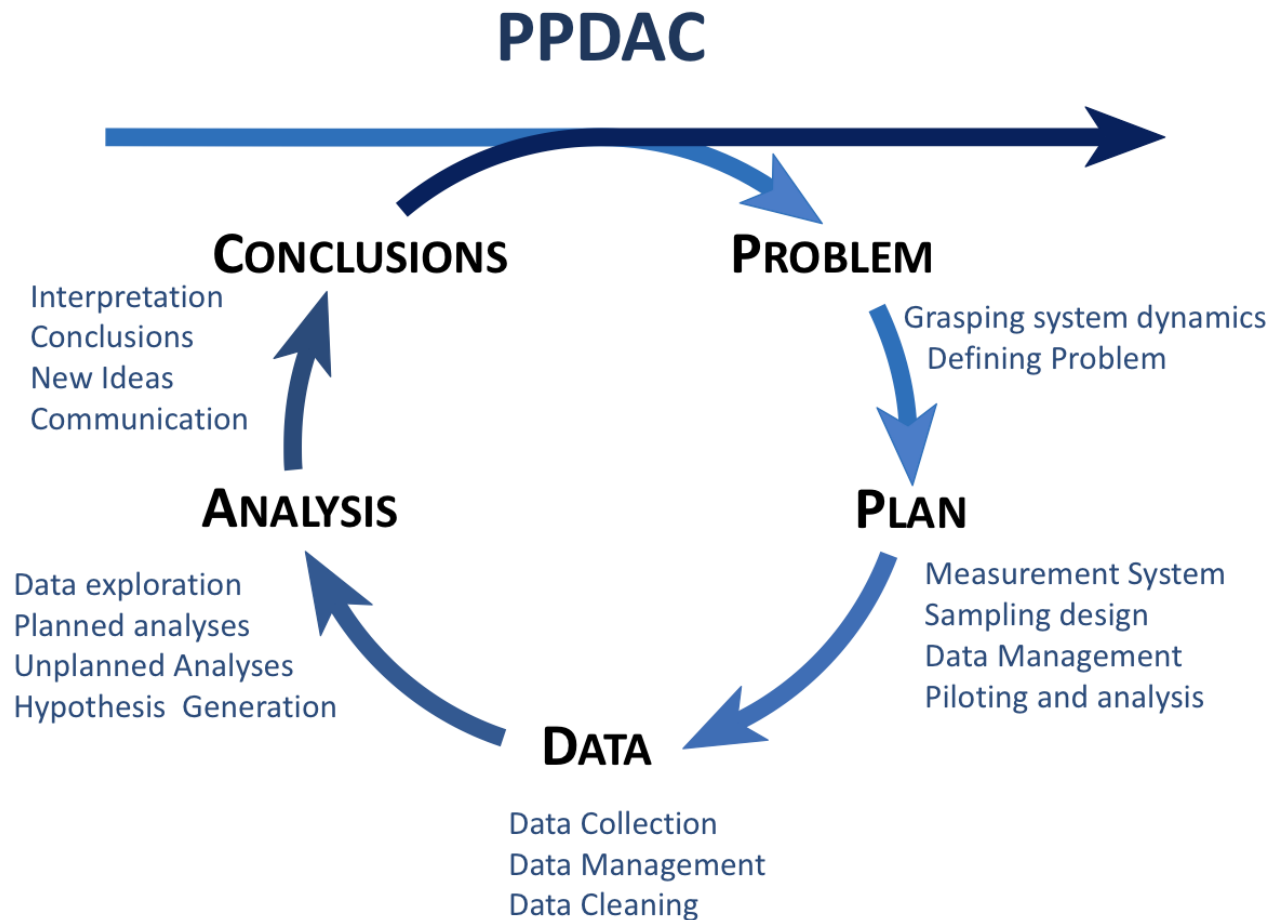 PPDAC
CONCLUSIONS
PROBLEM
Interpretation
Conclusions
New Ideas
Communication
Grasping system dynamics
Defining Problem
ANALYSIS
PLAN
Data exploration
Planned analyses
Unplanned Analyses
Hypothesis  Generation
Measurement System
Sampling design
Data Management
Piloting and analysis
DATA
Data Collection
Data Management
Data Cleaning